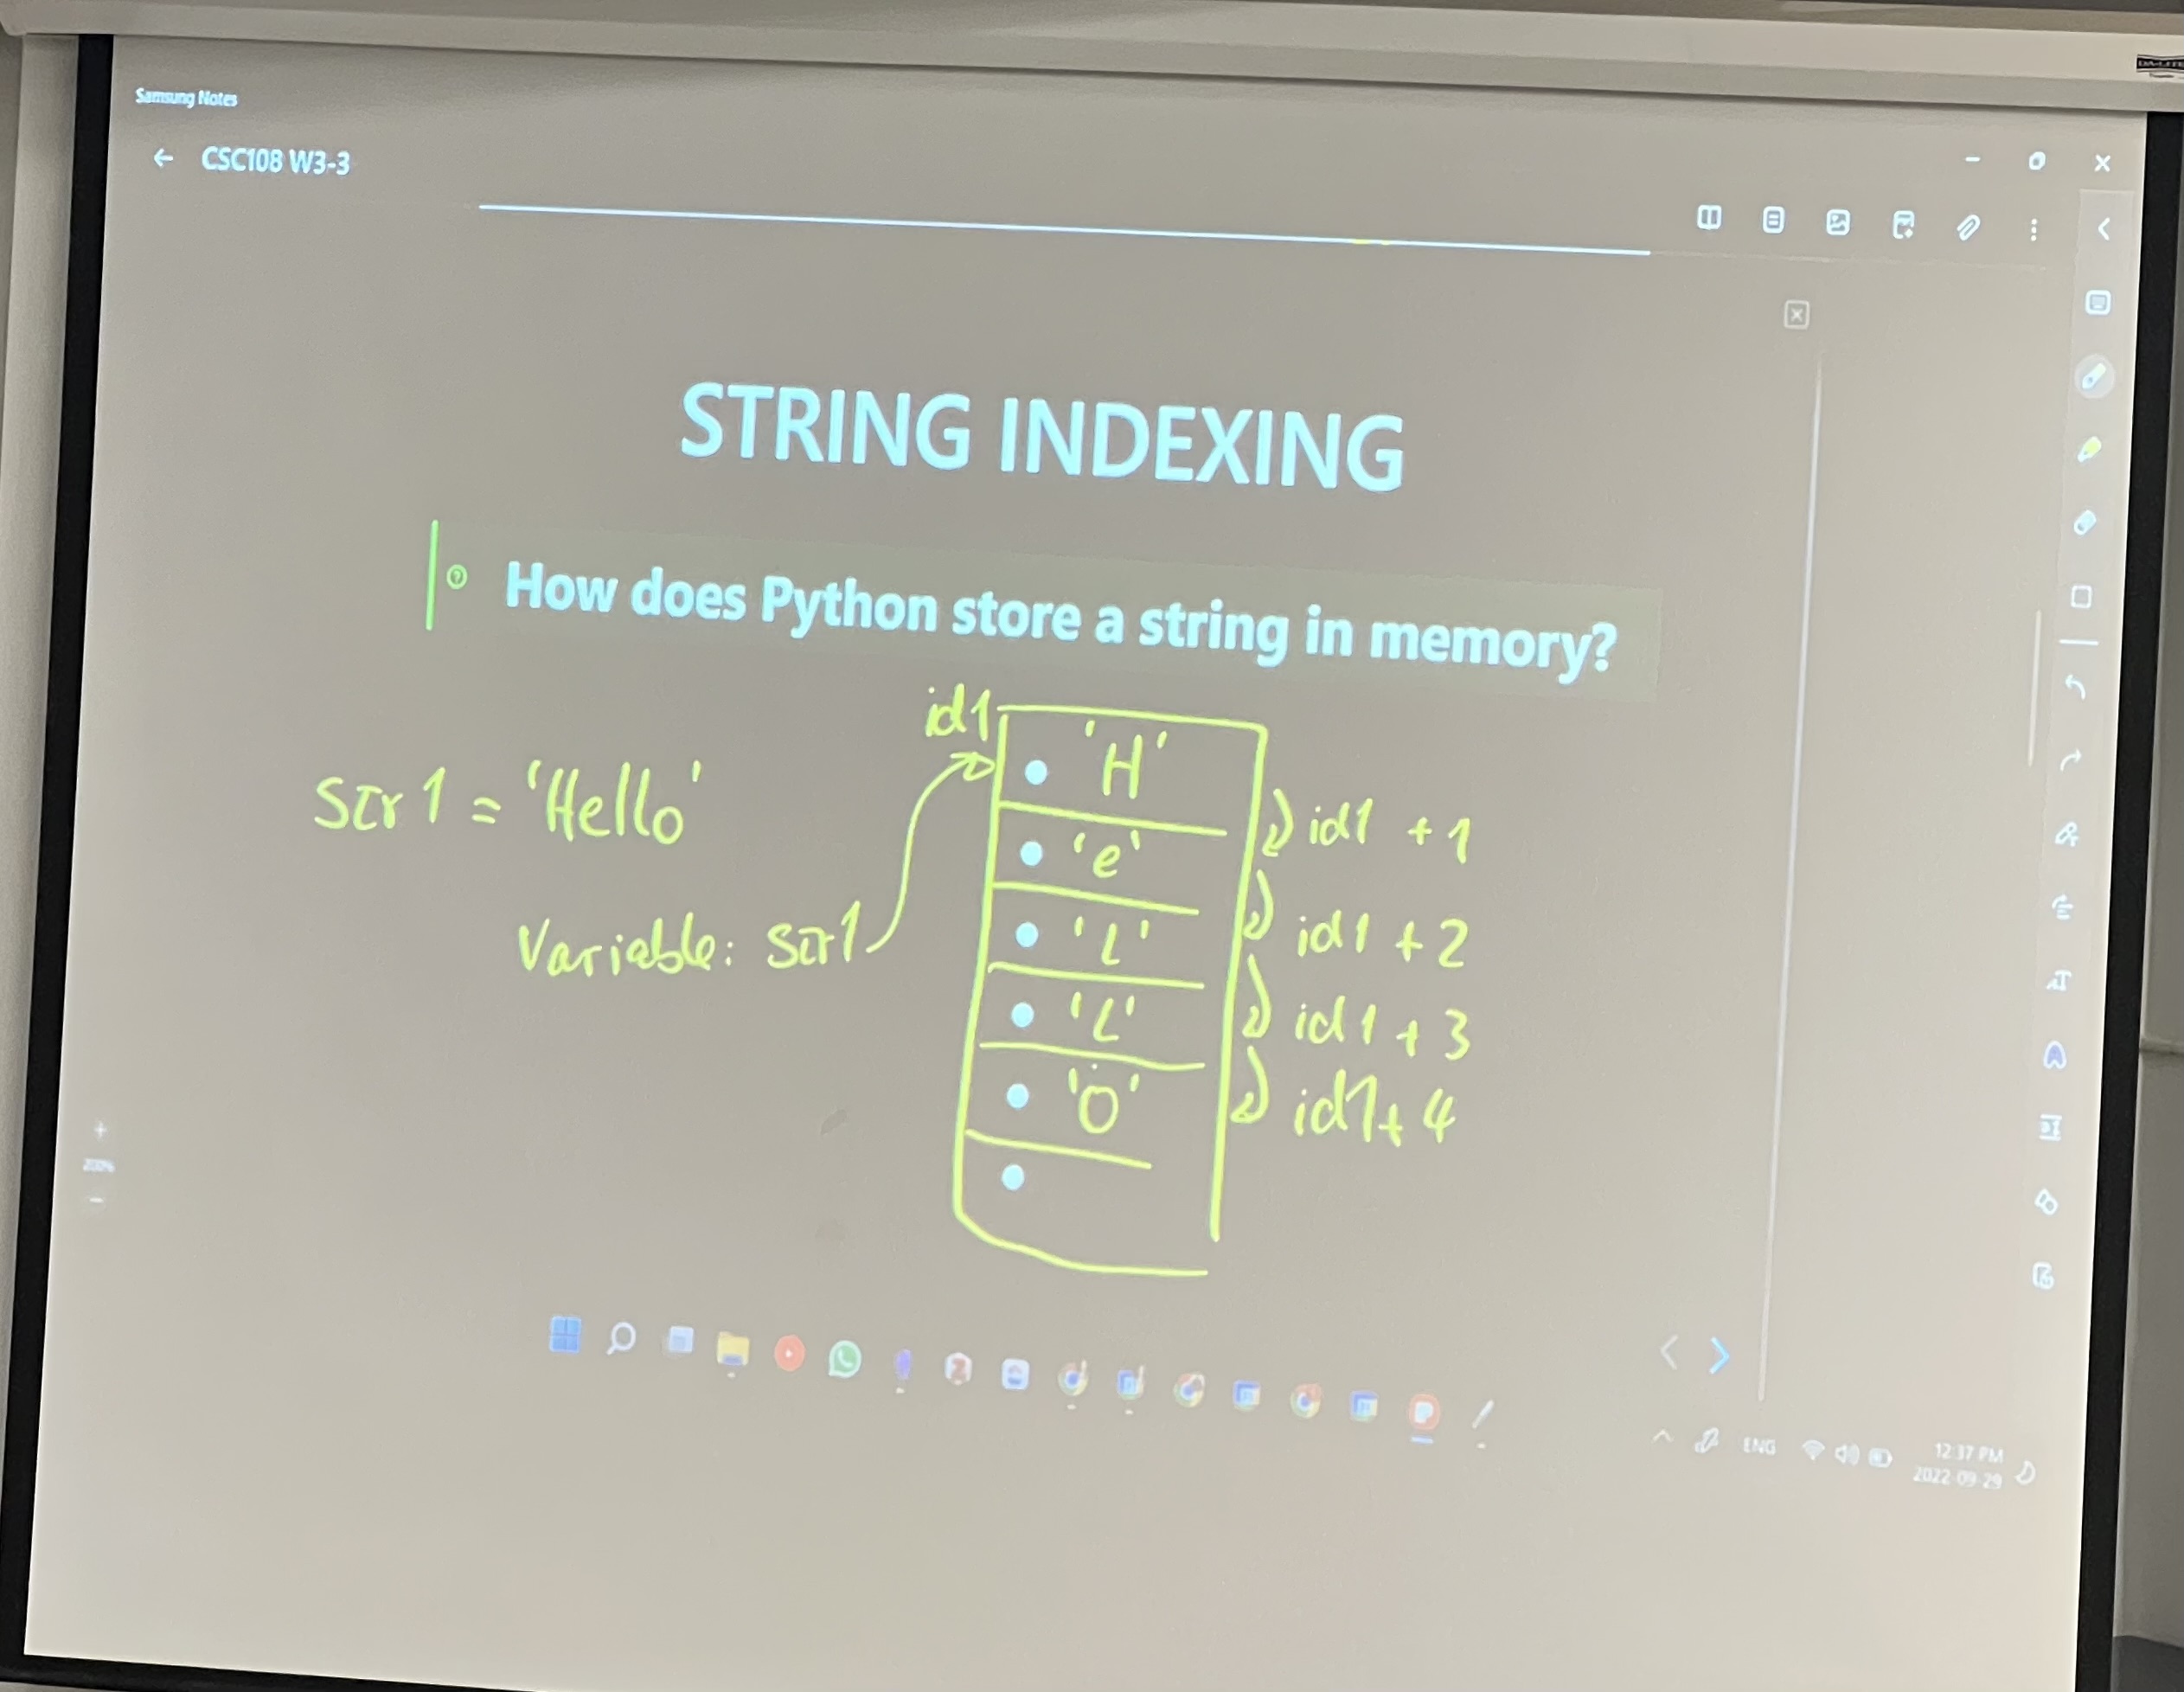 Samsung Notes
← CSC108 W3-3
STRING INDEXING
How does Python store a string in memory?
id1
str1 = 'Hello'
Variable: str1
'H'
'e' id1 + 1
'L' id1 + 2
'L' id1 + 3
'O' id1 + 4
200%
ENG
12:37 PM
2022-09-29